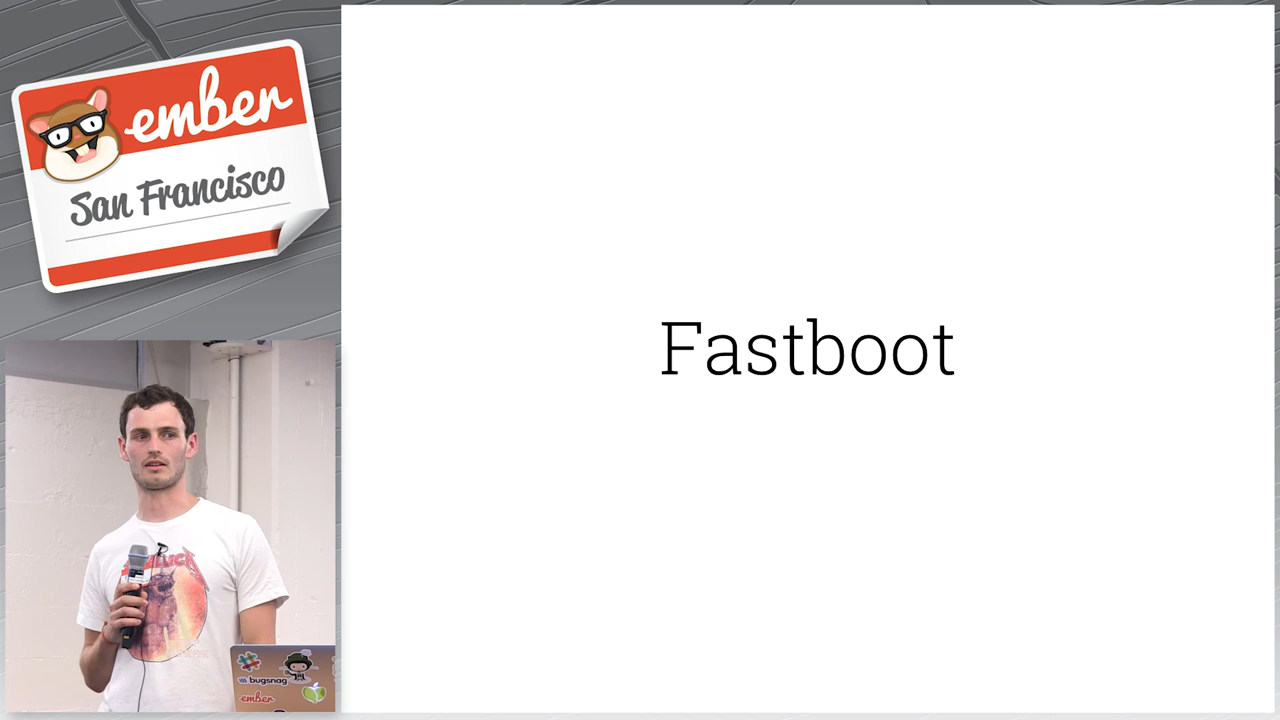 ember
San Francisco
Fastboot
bugsnag
ember